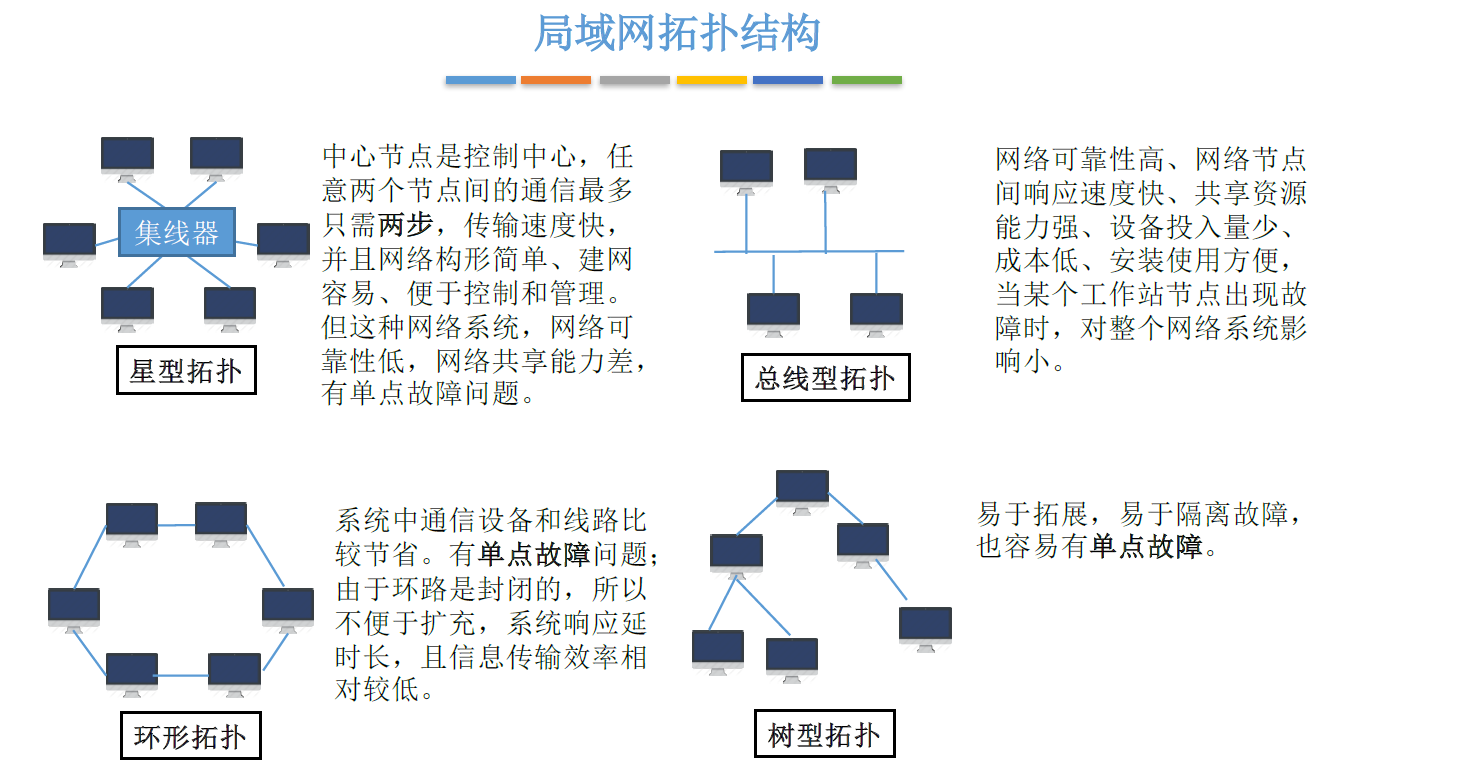 局域网拓扑结构
集线器
星型拓扑
中心节点是控制中心，任
意两个节点间的通信最多
只需两步，传输速度快，
并且网络构形简单、建网
容易、便于控制和管理。
但这种网络系统，网络可
靠性低，网络共享能力差，
有单点故障问题。
总线型拓扑
网络可靠性高、网络节点
间响应速度快、共享资源
能力强、设备投入量少、
成本低、安装使用方便，
当某个工作站节点出现故
障时，对整个网络系统影
响小。
环形拓扑
系统中通信设备和线路比
较节省。有单点故障问题；
由于环路是封闭的，所以
不便于扩充，系统响应延
时长，且信息传输效率相
对较低。
树型拓扑
易于拓展，易于隔离故障，
也容易有单点故障。